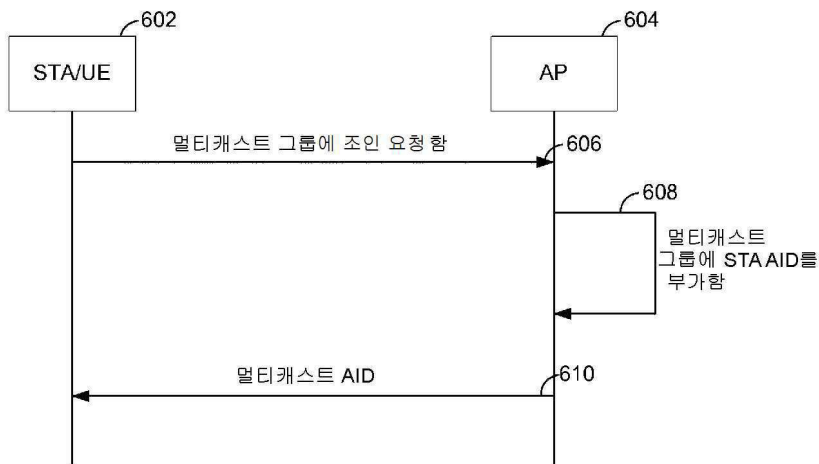 602
604
STA/UE
AP
멀티캐스트 그룹에 조인 요청함
606
608
멀티캐스트
그룹에 STA AID를
부가함
멀티캐스트 AID
610